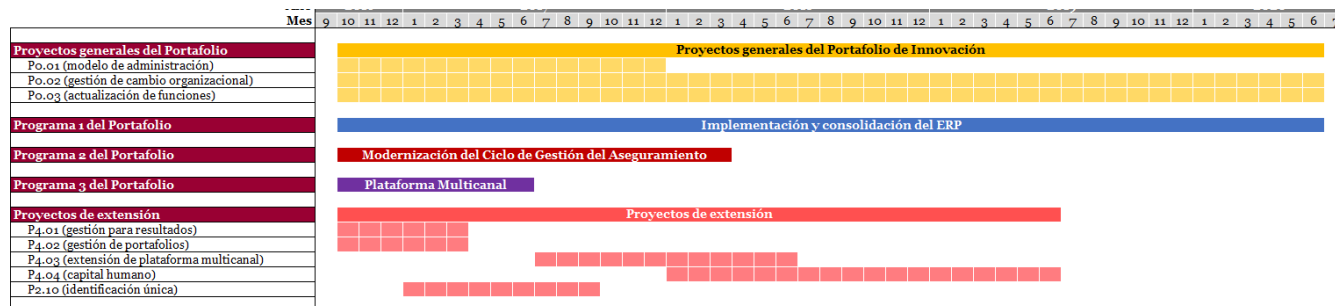 Mes 9 10 11 12 1 2 3 4 5 6 7 8 9 10 11 12 1 2 3 4 5 6 7 8 9 10 11 12 1 2 3 4 5 6 7 8 9 10 11 12 1 2 3 4 5 6 7
Proyectos generales del Portafolio Proyectos generales del Portafolio de Innovación
P0.01 (modelo de administración)
P0.02 (gestión de cambio organizacional)
P0.03 (actualización de funciones)
Programa 1 del Portafolio Implementación y consolidación del ERP
Programa 2 del Portafolio Modernización del Ciclo de Gestión del Aseguramiento
Programa 3 del Portafolio Plataforma Multicanal
Proyectos de extensión Proyectos de extensión
P4.01 (gestión para resultados)
P4.02 (gestión de portafolios)
P4.03 (extensión de plataforma multicanal)
P4.04 (capital humano)
P2.10 (identificación única)